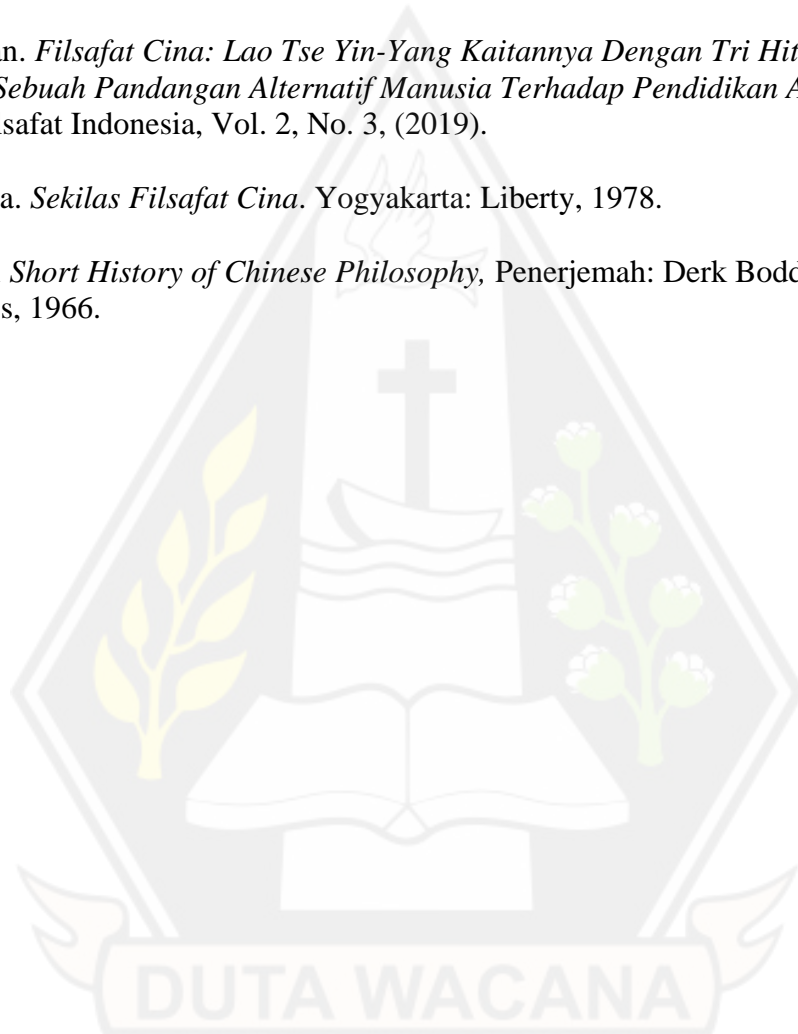 an. Filsafat Cina: Lao Tse Yin-Yang Kaitannya Dengan Tri Hit
Sebuah Pandangan Alternatif Manusia Terhadap Pendidikan A
lsafat Indonesia, Vol. 2, No. 3, (2019).
a. Sekilas Filsafat Cina. Yogyakarta: Liberty, 1978.
Short History of Chinese Philosophy, Penerjemah: Derk Bodd
s, 1966.
DUTA WACANA